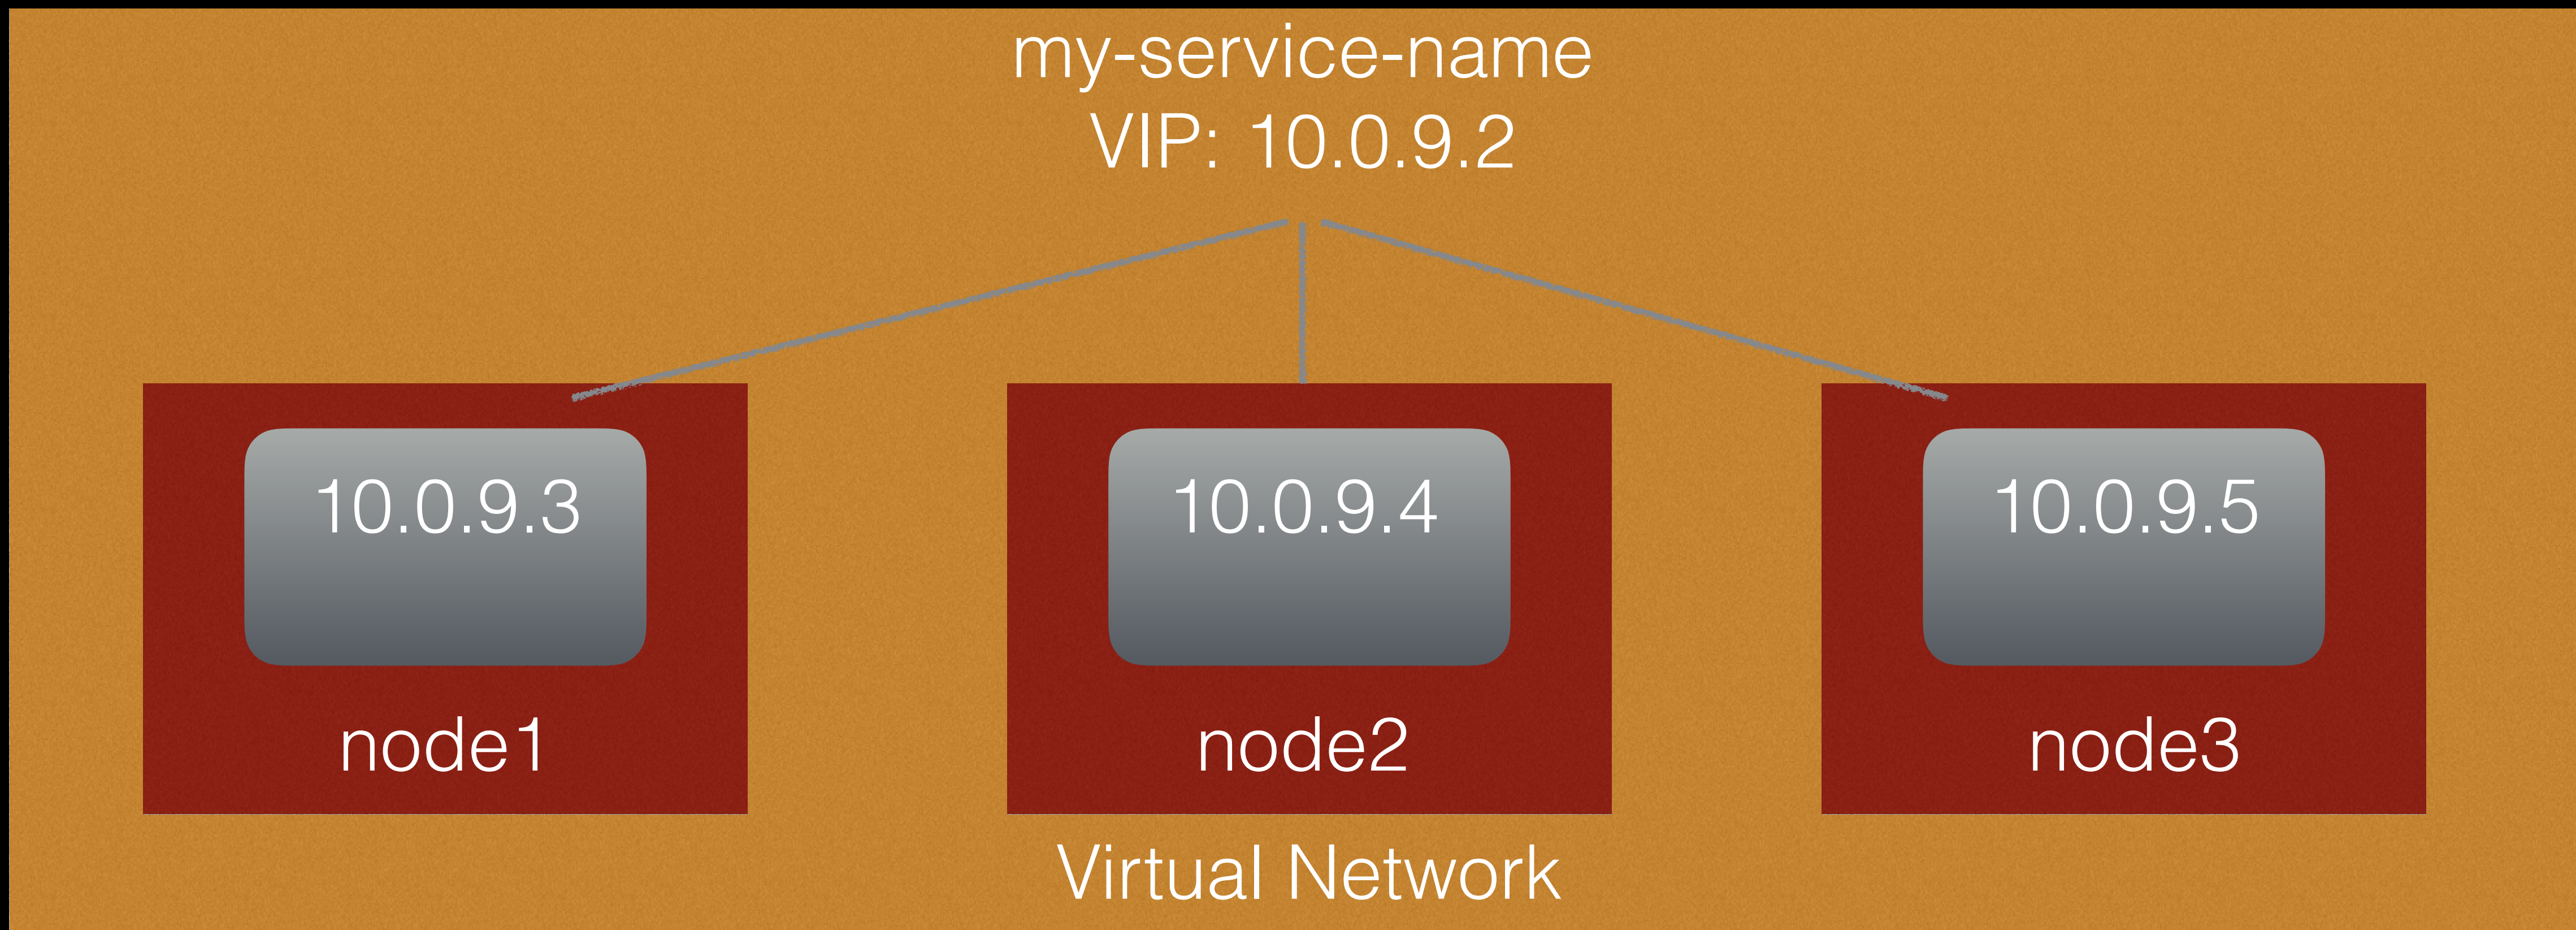 my-service-name
VIP: 10.0.9.2
10.0.9.3
10.0.9.4
10.0.9.5
node1
node2
node3
Virtual Network